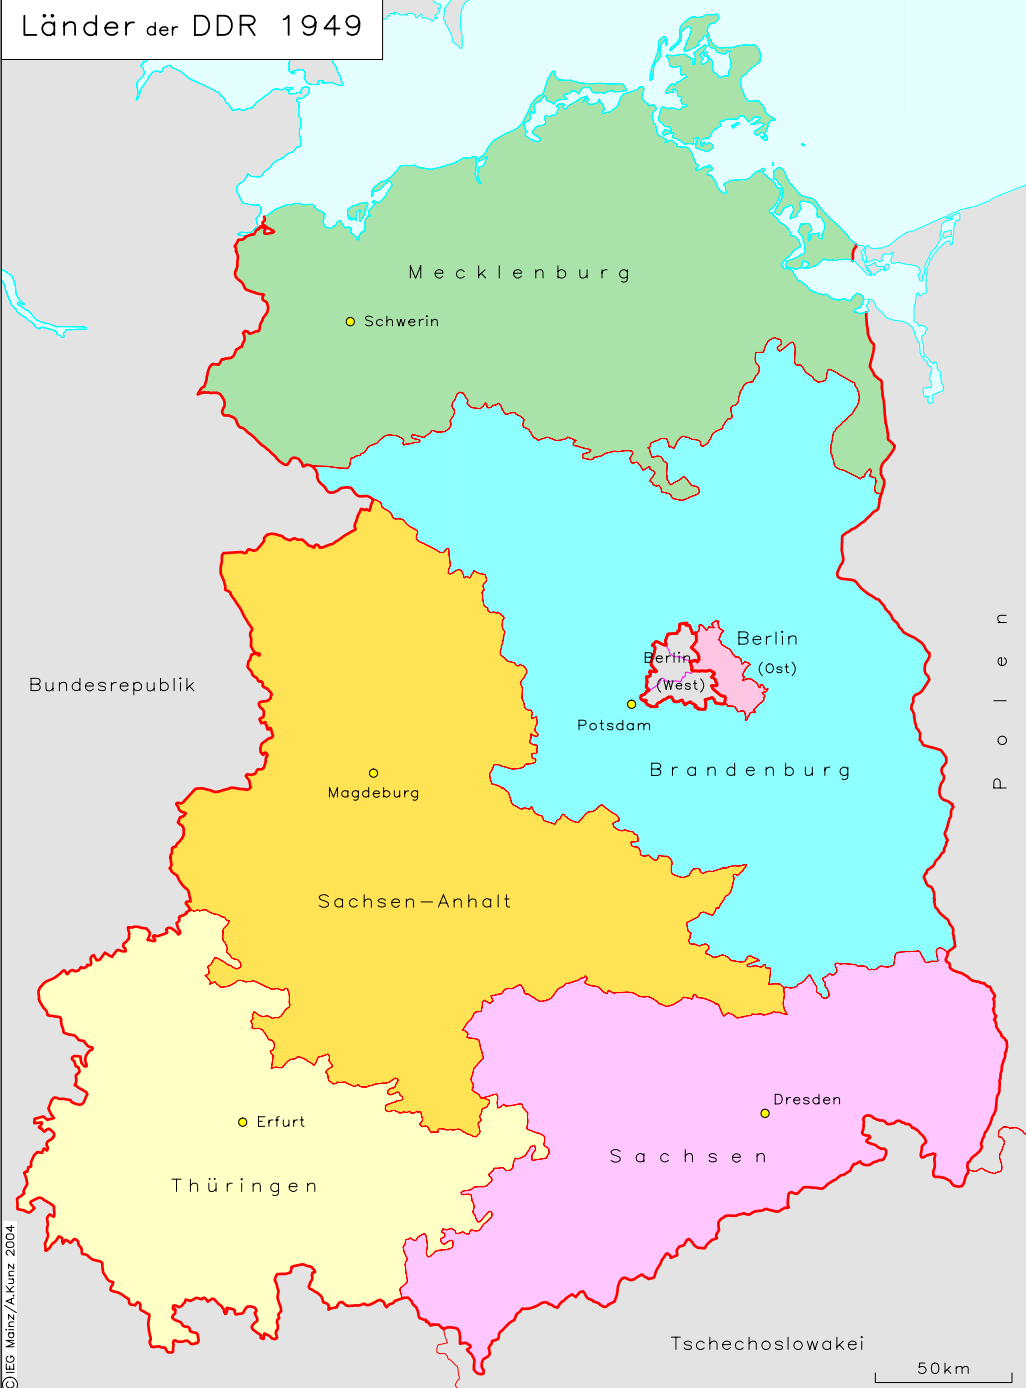 Länder der DDR 1949
Mecklenburg
Schwerin
Polen
Berlin
(Ost)
Berlin
(West)
Bundesrepublik
Potsdam
Brandenburg
Magdeburg
Sachsen-Anhalt
Dresden
Erfurt
Sachsen
Thüringen
©IEG Mainz/A.Kunz 2004
Tschechoslowakei
50km